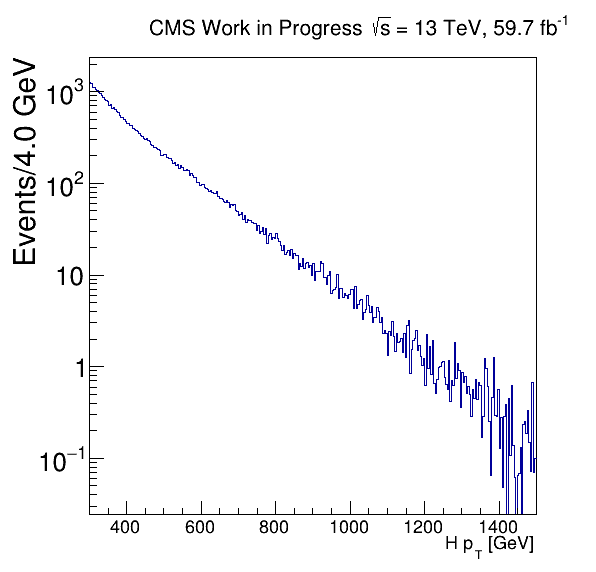 CMS Work in Progress √s = 13 TeV, 59.7 fb⁻¹
Events/4.0 GeV
10³
10²
10
1
10⁻¹
400 600 800 1000 1200 1400
H p_T [GeV]